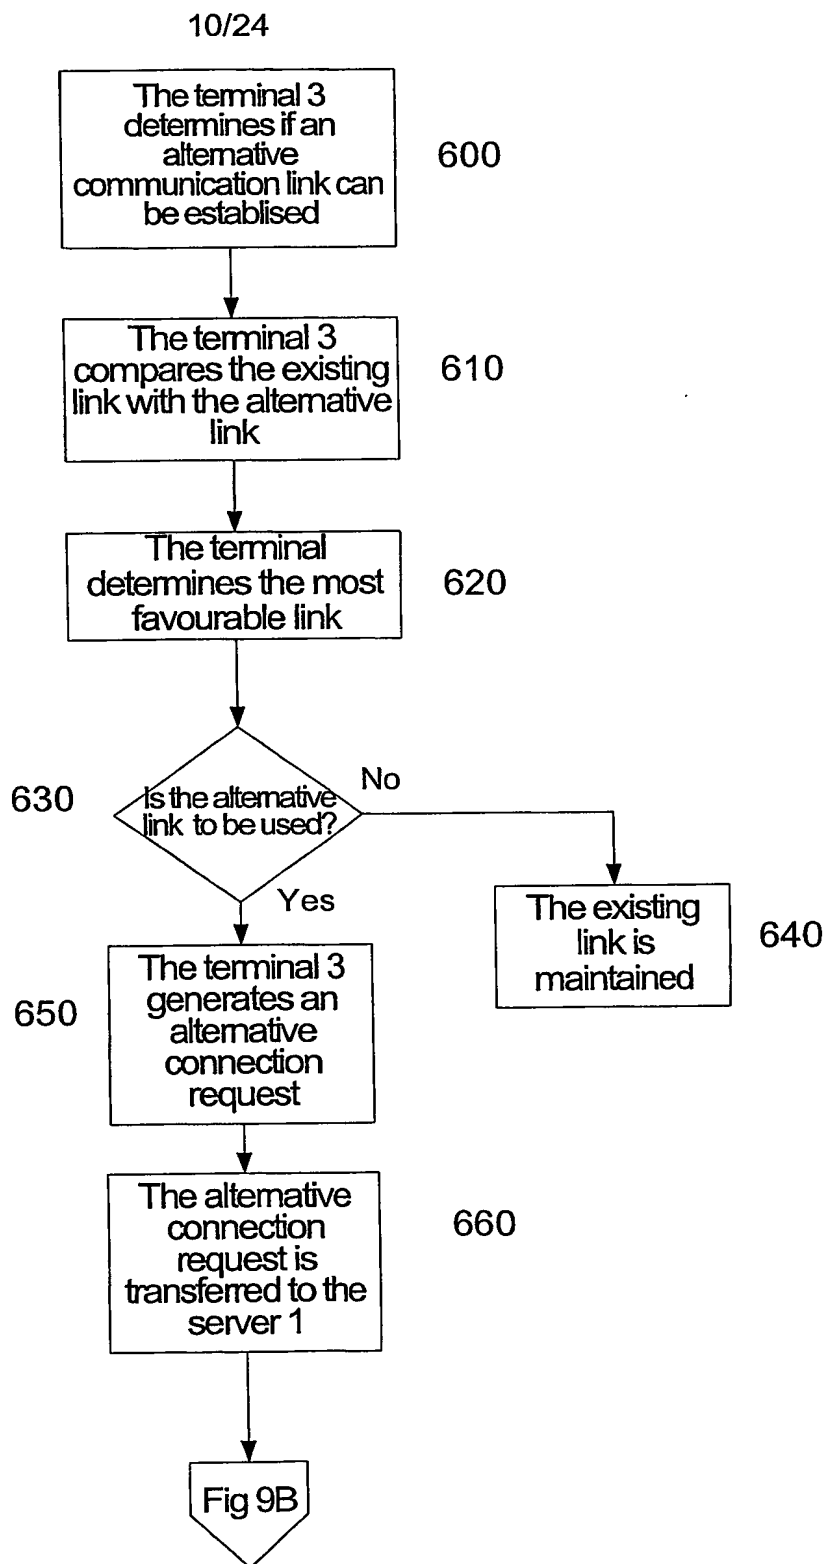 10/24
The terminal 3
determines if an
alternative
communication link can
be establised
600
The terminal 3
compares the existing
link with the alternative
link
610
The terminal
determines the most
favourable link
620
630
Is the alternative
link to be used?
No
Yes
The existing
link is
maintained
640
650
The terminal 3
generates an
alternative
connection
request
The alternative
connection
request is
transferred to the
server 1
660
Fig 9B